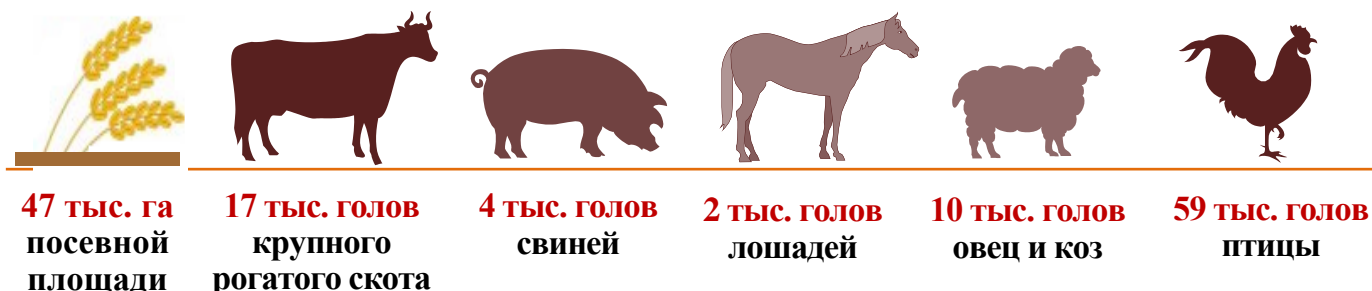 47 тыс. га
посевной
площади
17 тыс. голов
крупного
рогатого скота
4 тыс. голов
свиней
2 тыс. голов
лошадей
10 тыс. голов
овец и коз
59 тыс. голов
птицы